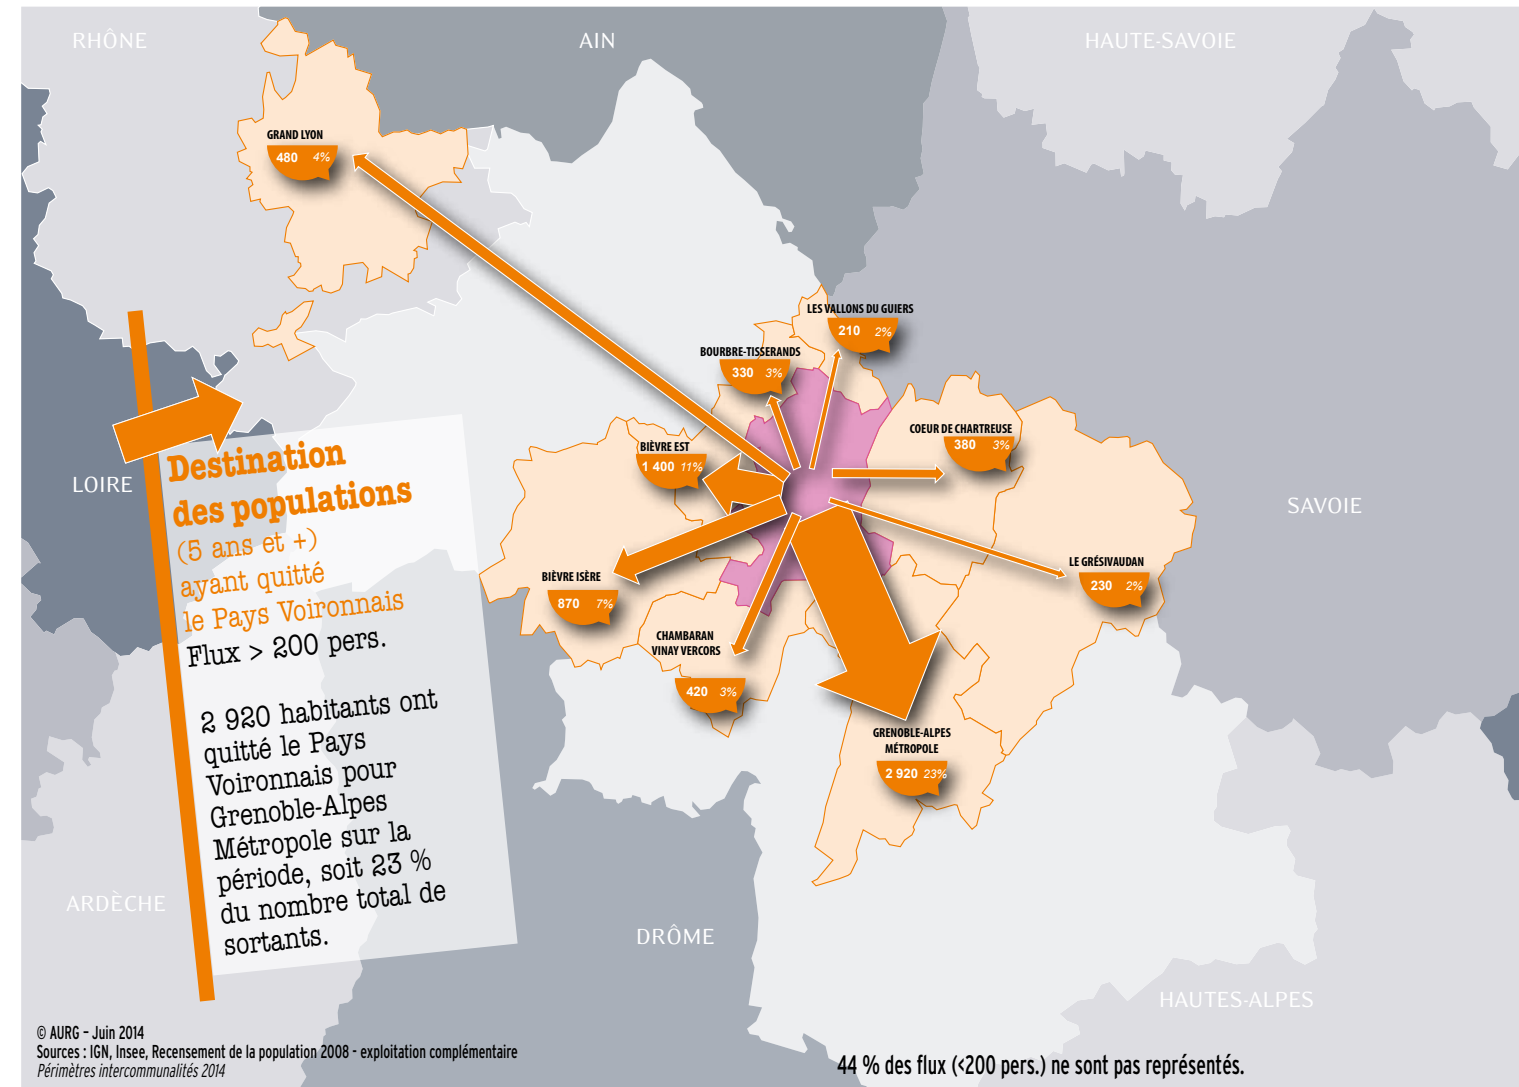 RHÔNE
AIN
HAUTE-SAVOIE
GRAND LYON
480 4%
LES VALLONS DU GUIERS
210 2%
BOURBRE-TISSERANDS
330 3%
COEUR DE CHARTREUSE
380 3%
BIÈVRE EST
1 400 11%
LOIRE
SAVOIE
LE GRÉSIVAUDAN
230 2%
BIÈVRE ISÈRE
870 7%
CHAMBARAN
VINAY VERCORS
420 3%
GRENOBLE-ALPES
MÉTROPOLE
2 920 23%
Destination
des populations
(5 ans et +)
ayant quitté
le Pays Voironnais
Flux > 200 pers.
2 920 habitants ont
quitté le Pays
Voironnais pour
Grenoble-Alpes
Métropole sur la
période, soit 23 %
du nombre total de
sortants.
ARDÈCHE
DRÔME
HAUTES-ALPES
© AURG – Juin 2014
Sources : IGN, Insee, Recensement de la population 2008 - exploitation complémentaire
Périmètres intercommunalités 2014
44 % des flux (<200 pers.) ne sont pas représentés.